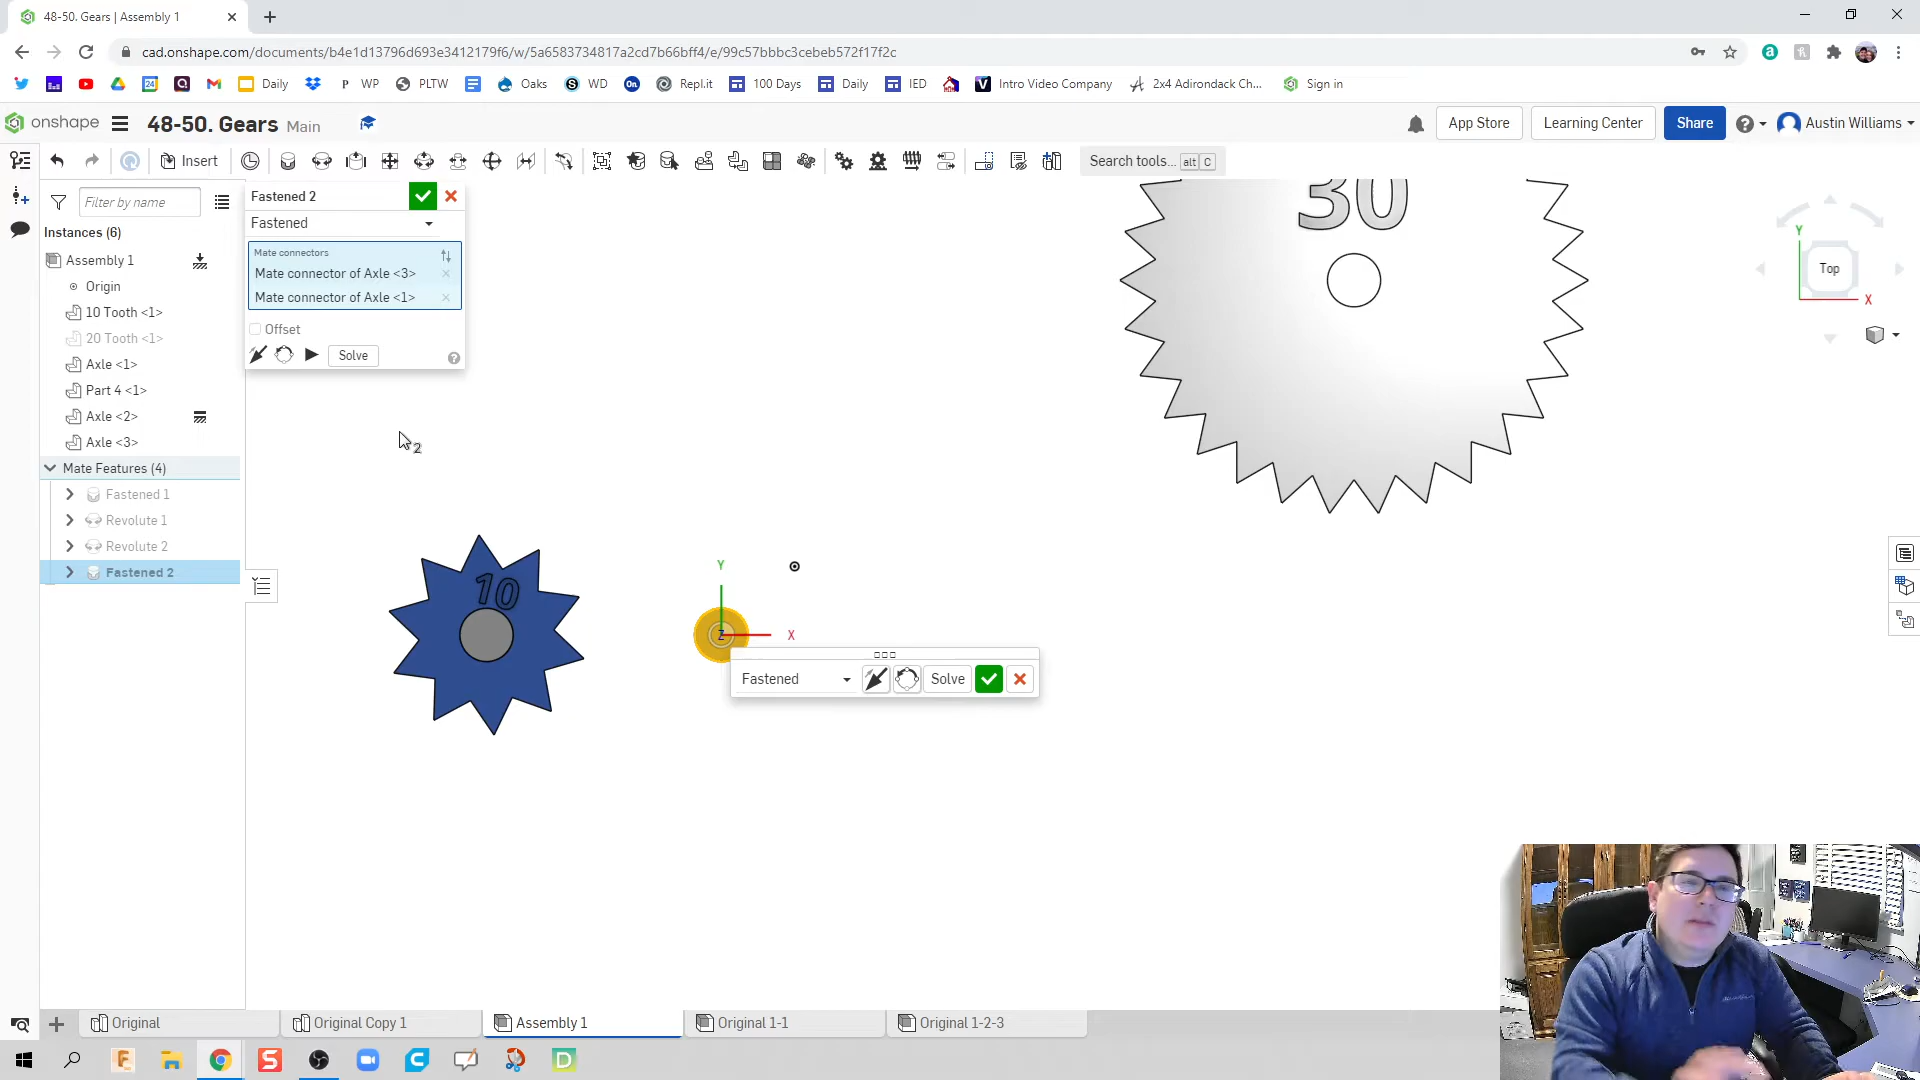 48-50. Gears | Assembly 1
cad.onshape.com/documents/b4e1d13796d693e3412179f6/w/5a6583734817a2cd7b66bff4/e/99c57bbbc3cebeb572f17f2c
Daily WP PLTW Oaks WD On Repl.it 100 Days Daily IED Intro Video Company 2x4 Adirondack Ch... Sign in
onshape 48-50. Gears Main App Store Learning Center Share Austin Williams
Insert Search tools... alt C
Filter by name
Instances (6)
Assembly 1
Origin
10 Tooth <1>
20 Tooth <1>
Axle <1>
Part 4 <1>
Axle <2>
Axle <3>
Mate Features (4)
Fastened 1
Revolute 1
Revolute 2
Fastened 2
Fastened 2
Fastened
Mate connectors
Mate connector of Axle <3>
Mate connector of Axle <1>
Offset
Solve
30
10
Y
X
Z
Fastened Solve
Y
Top
X
2
Original Original Copy 1 Assembly 1 Original 1-1 Original 1-2-3